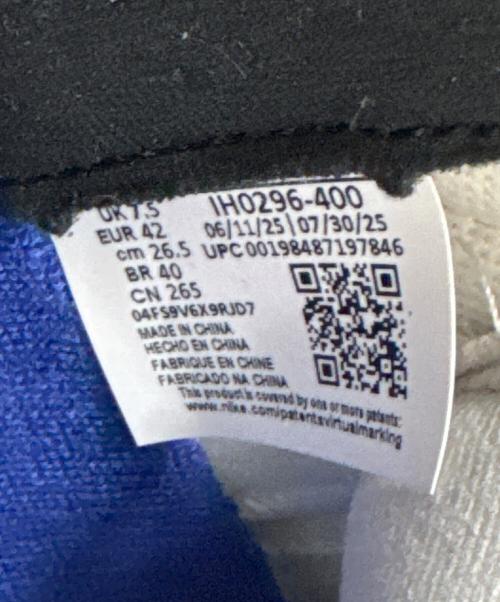 UK 7.5
EUR 42
cm 26.5
BR 40
CN 265
IH0296-400
06/11/25\07/30/25
UPC 00198487197846
04FS9V6X9RJD7
MADE IN CHINA
HECHO EN CHINA
FABRIQUE EN CHINE
FABRICADO NA CHINA
This product is covered by one or more patents:
www.nike.com/patentsvirtualmarking